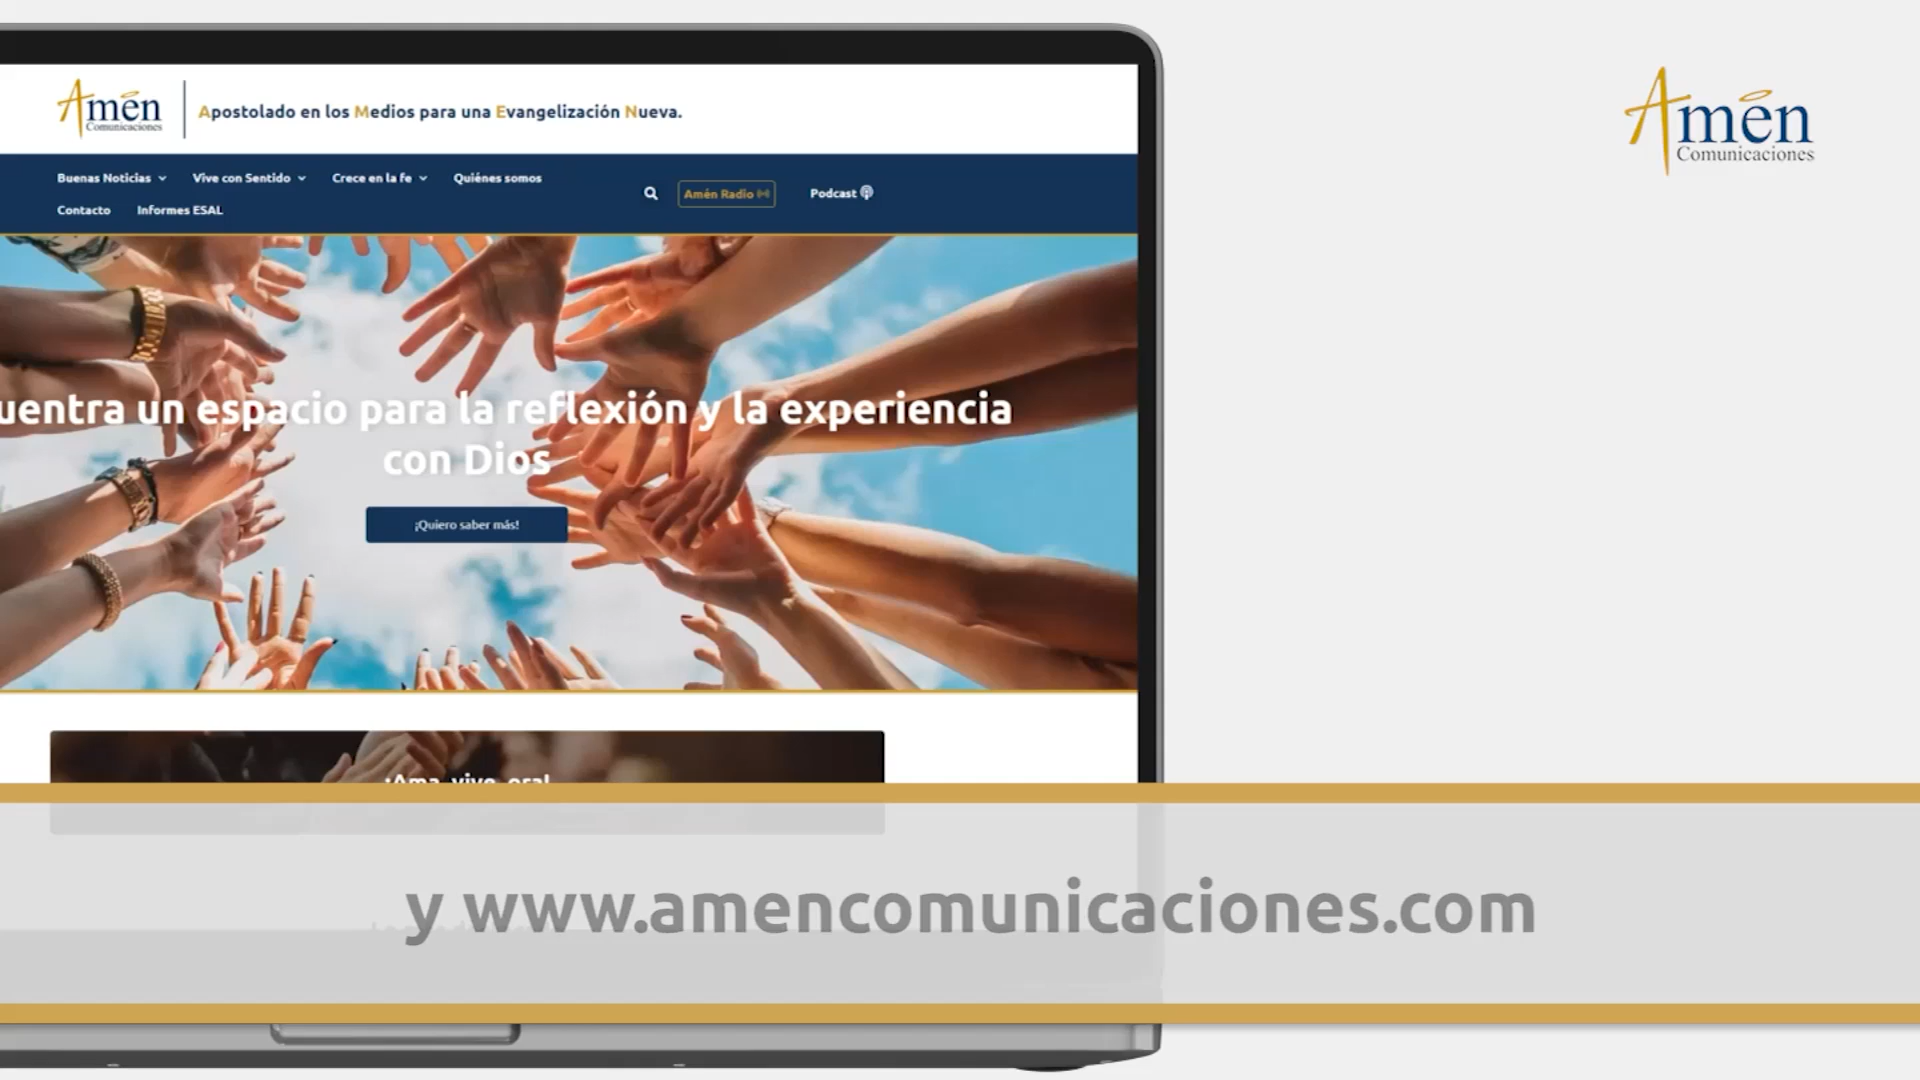 Amén
Comunicaciones
Apostolado en los Medios para una Evangelización Nueva.
Amén
Comunicaciones
Buenas Noticias
Vive con Sentido
Crece en la fe
Quiénes somos
Amén Radio
Podcast
Contacto
Informes ESAL
uentra un espacio para la reflexión y la experiencia
con Dios
¡Quiero saber más!
¡Ama, vive, ora!
y www.amencomunicaciones.com